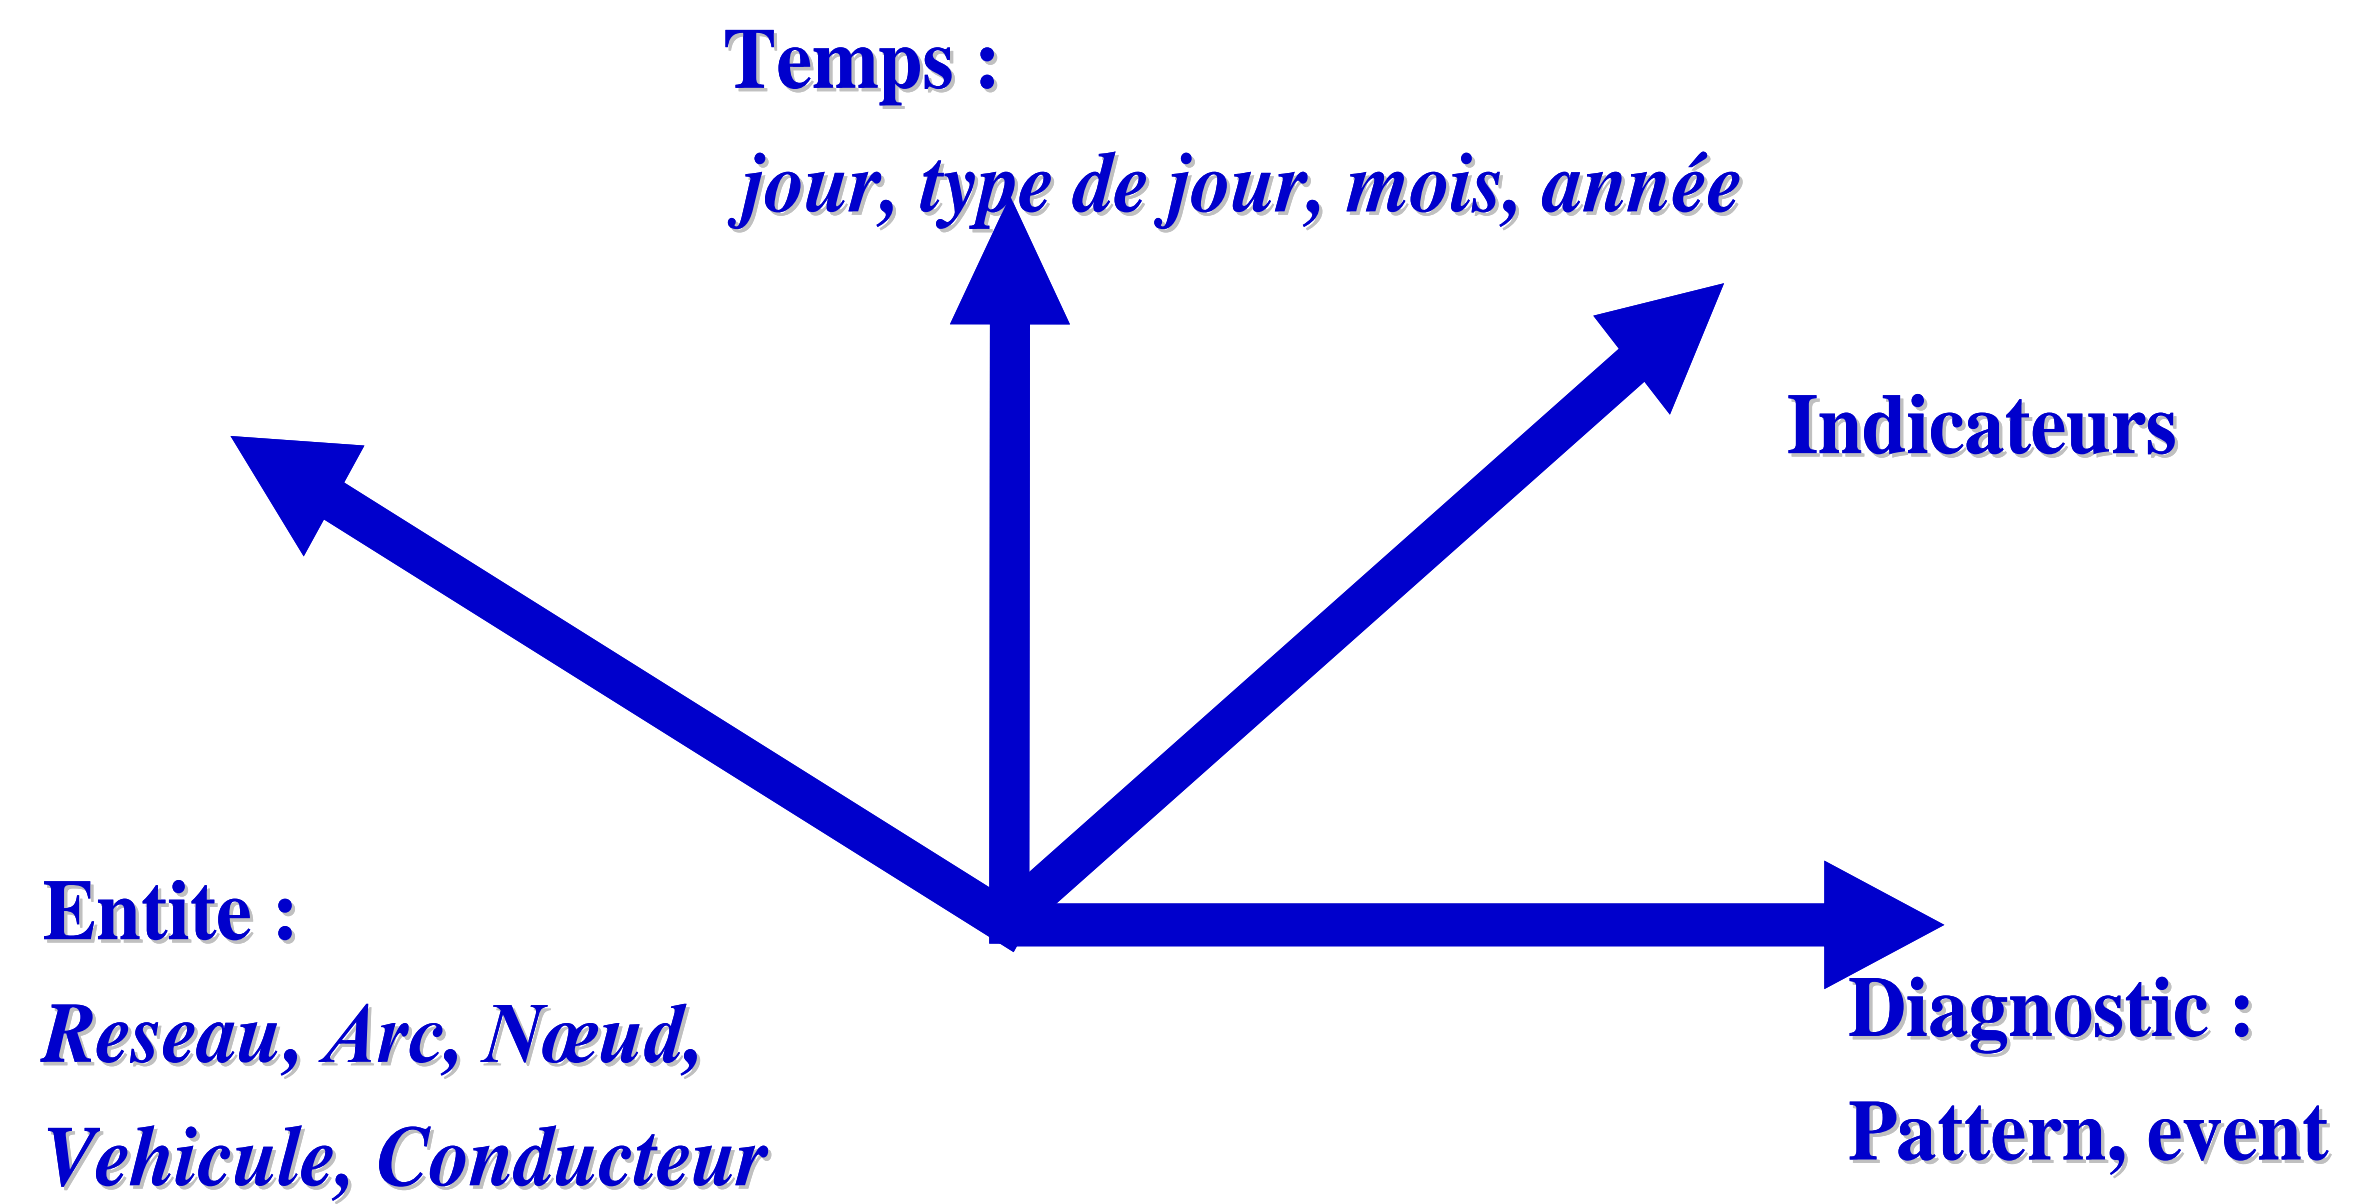 Temps :
jour, type de jour, mois, année
Indicateurs
Entite :
Reseau, Arc, Nœud,
Vehicule, Conducteur
Diagnostic :
Pattern, event